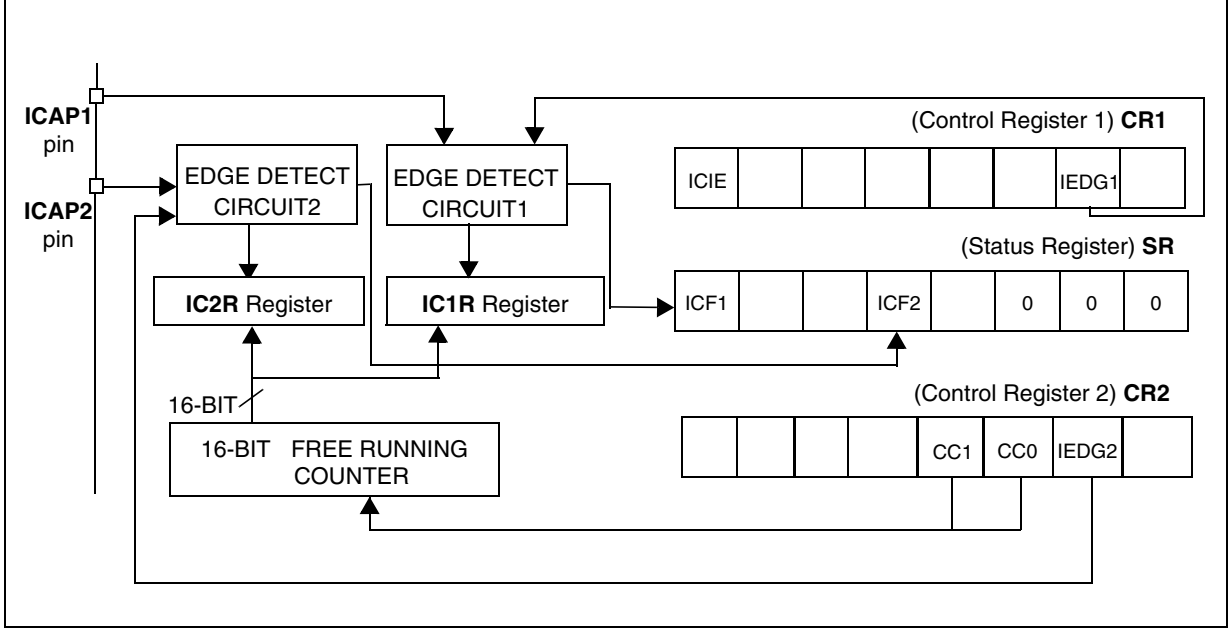 ICAP1
pin
ICAP2
pin
EDGE DETECT
CIRCUIT2
EDGE DETECT
CIRCUIT1
IC2R Register
IC1R Register
16-BIT
16-BIT FREE RUNNING
COUNTER
(Control Register 1) CR1
ICIE IEDG1
(Status Register) SR
ICF1 ICF2 0 0 0
(Control Register 2) CR2
CC1 CC0 IEDG2